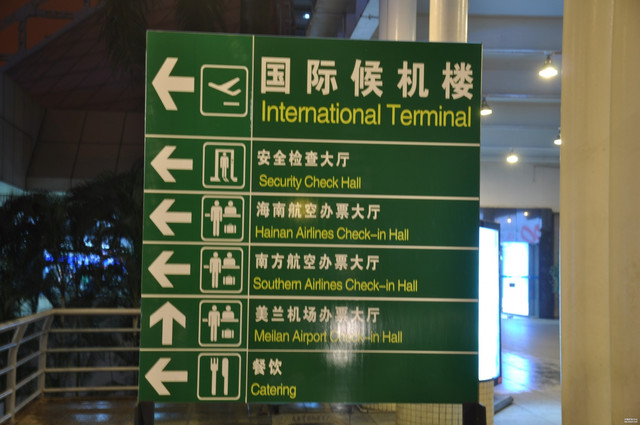 国际候机楼
International Terminal
安全检查大厅
Security Check Hall
海南航空办票大厅
Hainan Airlines Check-in Hall
南方航空办票大厅
Southern Airlines Check-in Hall
美兰机场办票大厅
Meilan Airport Check-in Hall
餐饮
Catering